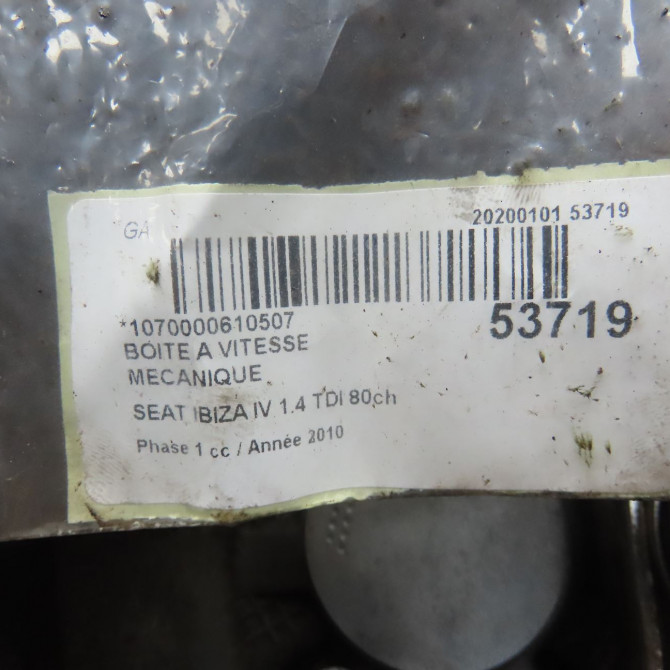 GA
20200101 53719
*1070000610507
53719
BOITE A VITESSE
MECANIQUE
SEAT IBIZA IV 1.4 TDI 80ch
Phase 1 cc / Année 2010